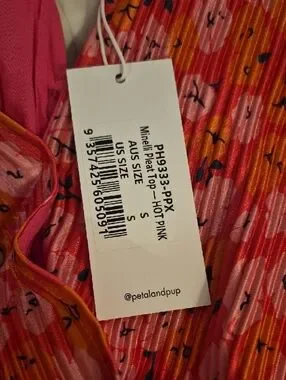 PH9333-PPX
Minelli Pleat Top — HOT PINK
AUS SIZE S
US SIZE S
9 357425 605091
@petalandpup